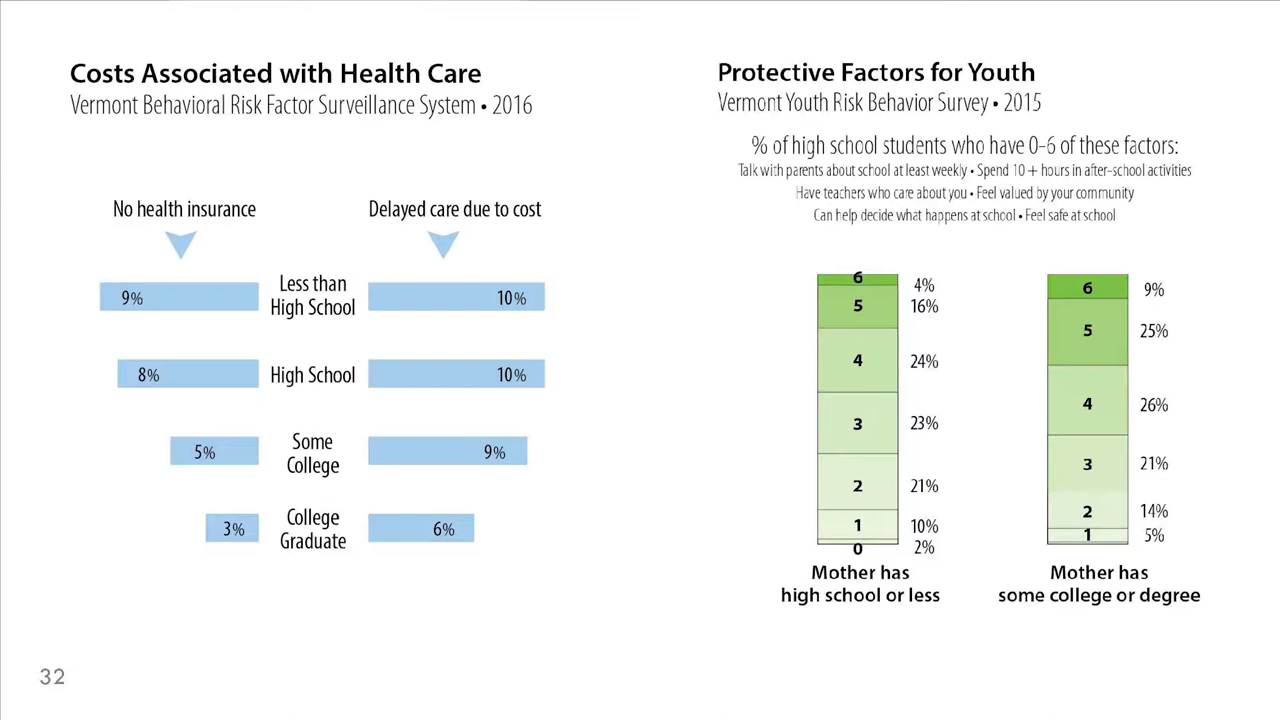 Costs Associated with Health Care
Vermont Behavioral Risk Factor Surveillance System • 2016
No health insurance
Delayed care due to cost
9%
Less than
High School
10%
8%
High School
10%
5%
Some
College
9%
3%
College
Graduate
6%
Protective Factors for Youth
Vermont Youth Risk Behavior Survey • 2015
% of high school students who have 0-6 of these factors:
Talk with parents about school at least weekly • Spend 10 + hours in after-school activities
Have teachers who care about you • Feel valued by your community
Can help decide what happens at school • Feel safe at school
6 4%
5 16%
4 24%
3 23%
2 21%
1 10%
0 2%
Mother has
high school or less
6 9%
5 25%
4 26%
3 21%
2 14%
1 5%
Mother has
some college or degree
32